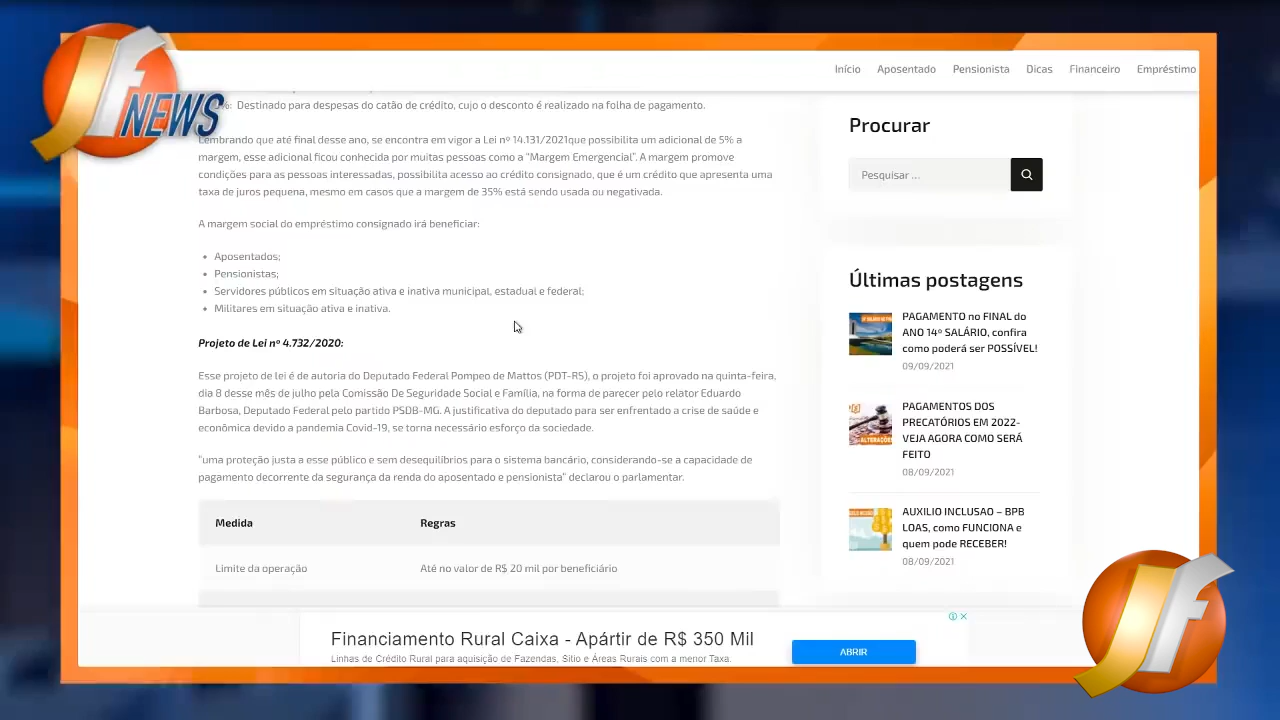 Jf
NEWS
Início Aposentado Pensionista Dicas Financeiro Empréstimo
%: Destinado para despesas do catão de crédito, cujo o desconto é realizado na folha de pagamento.
Lembrando que até final desse ano, se encontra em vigor a Lei nº 14.131/2021que possibilita um adicional de 5% a
margem, esse adicional ficou conhecida por muitas pessoas como a “Margem Emergencial”. A margem promove
condições para as pessoas interessadas, possibilita acesso ao crédito consignado, que é um crédito que apresenta uma
taxa de juros pequena, mesmo em casos que a margem de 35% está sendo usada ou negativada.
A margem social do empréstimo consignado irá beneficiar:
• Aposentados;
• Pensionistas;
• Servidores públicos em situação ativa e inativa municipal, estadual e federal;
• Militares em situação ativa e inativa.
Projeto de Lei nº 4.732/2020:
Esse projeto de lei é de autoria do Deputado Federal Pompeo de Mattos (PDT-RS), o projeto foi aprovado na quinta-feira,
dia 8 desse mês de julho pela Comissão De Seguridade Social e Família, na forma de parecer pelo relator Eduardo
Barbosa, Deputado Federal pelo partido PSDB-MG. A justificativa do deputado para ser enfrentado a crise de saúde e
econômica devido a pandemia Covid-19, se torna necessário esforço da sociedade.
“uma proteção justa a esse público e sem desequilíbrios para o sistema bancário, considerando-se a capacidade de
pagamento decorrente da segurança da renda do aposentado e pensionista” declarou o parlamentar.
Medida Regras
Limite da operação Até no valor de R$ 20 mil por beneficiário
Procurar
Pesquisar ...
Últimas postagens
PAGAMENTO no FINAL do
ANO 14º SALÁRIO, confira
como poderá ser POSSÍVEL!
09/09/2021
PAGAMENTOS DOS
PRECATÓRIOS EM 2022-
VEJA AGORA COMO SERÁ
FEITO
08/09/2021
AUXILIO INCLUSAO – BPB
LOAS, como FUNCIONA e
quem pode RECEBER!
08/09/2021
Financiamento Rural Caixa - Apártir de R$ 350 Mil
Linhas de Crédito Rural para aquisição de Fazendas, Sitio e Áreas Rurais com a menor Taxa.
ABRIR
Jf